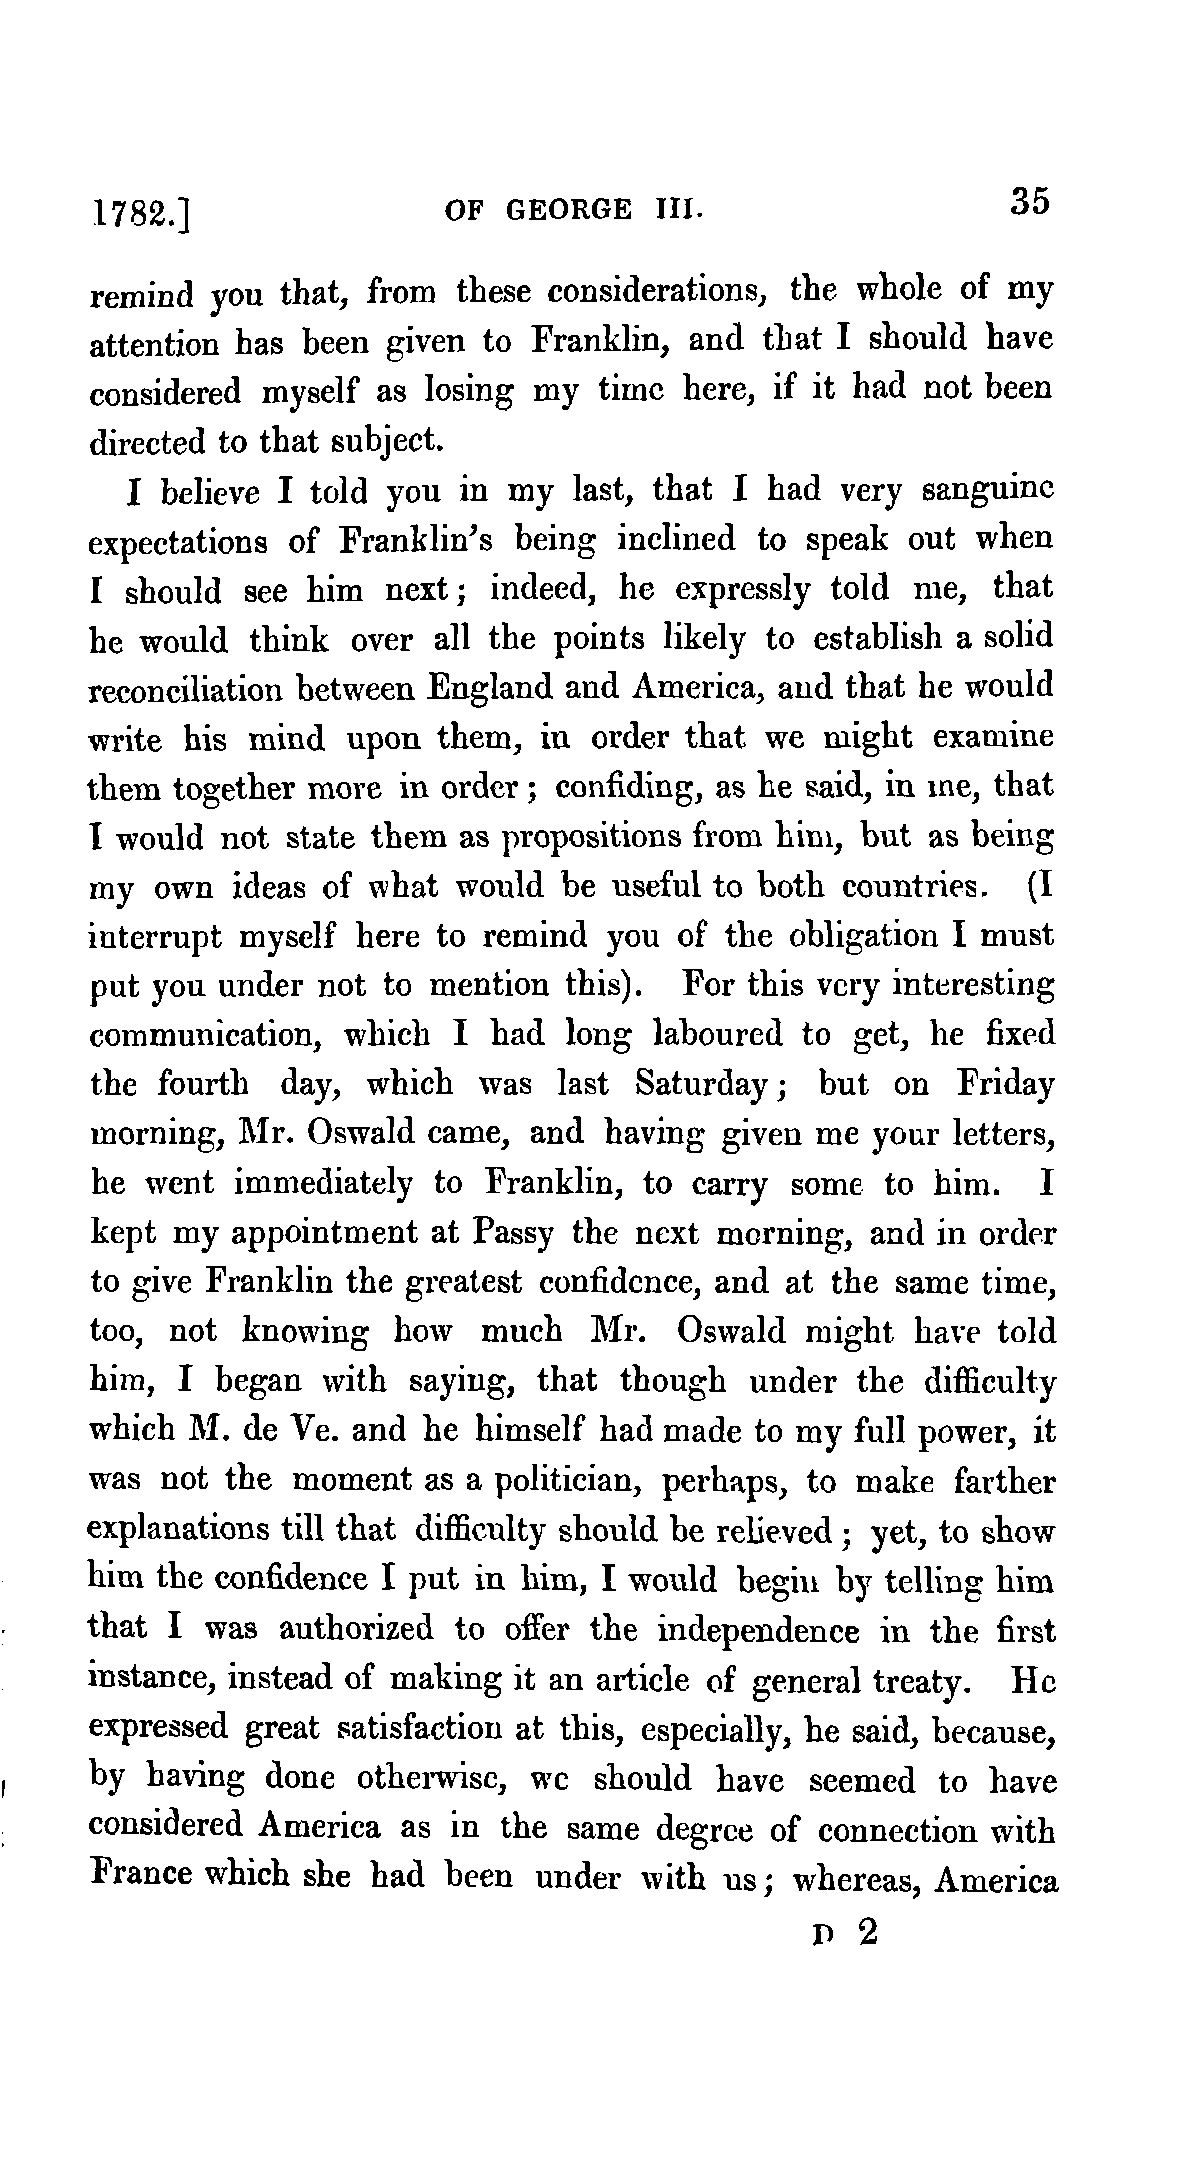 1782.] OF GEORGE III. 35
remind you that, from these considerations, the whole of my
attention has been given to Franklin, and that I should have
considered myself as losing my time here, if it had not been
directed to that subject.
I believe I told you in my last, that I had very sanguine
expectations of Franklin's being inclined to speak out when
I should see him next; indeed, he expressly told me, that
he would think over all the points likely to establish a solid
reconciliation between England and America, and that he would
write his mind upon them, in order that we might examine
them together more in order; confiding, as he said, in me, that
I would not state them as propositions from him, but as being
my own ideas of what would be useful to both countries. (I
interrupt myself here to remind you of the obligation I must
put you under not to mention this). For this very interesting
communication, which I had long laboured to get, he fixed
the fourth day, which was last Saturday; but on Friday
morning, Mr. Oswald came, and having given me your letters,
he went immediately to Franklin, to carry some to him. I
kept my appointment at Passy the next morning, and in order
to give Franklin the greatest confidence, and at the same time,
too, not knowing how much Mr. Oswald might have told
him, I began with saying, that though under the difficulty
which M. de Ve. and he himself had made to my full power, it
was not the moment as a politician, perhaps, to make farther
explanations till that difficulty should be relieved; yet, to show
him the confidence I put in him, I would begin by telling him
that I was authorized to offer the independence in the first
instance, instead of making it an article of general treaty. He
expressed great satisfaction at this, especially, he said, because,
by having done otherwise, we should have seemed to have
considered America as in the same degree of connection with
France which she had been under with us; whereas, America
D 2